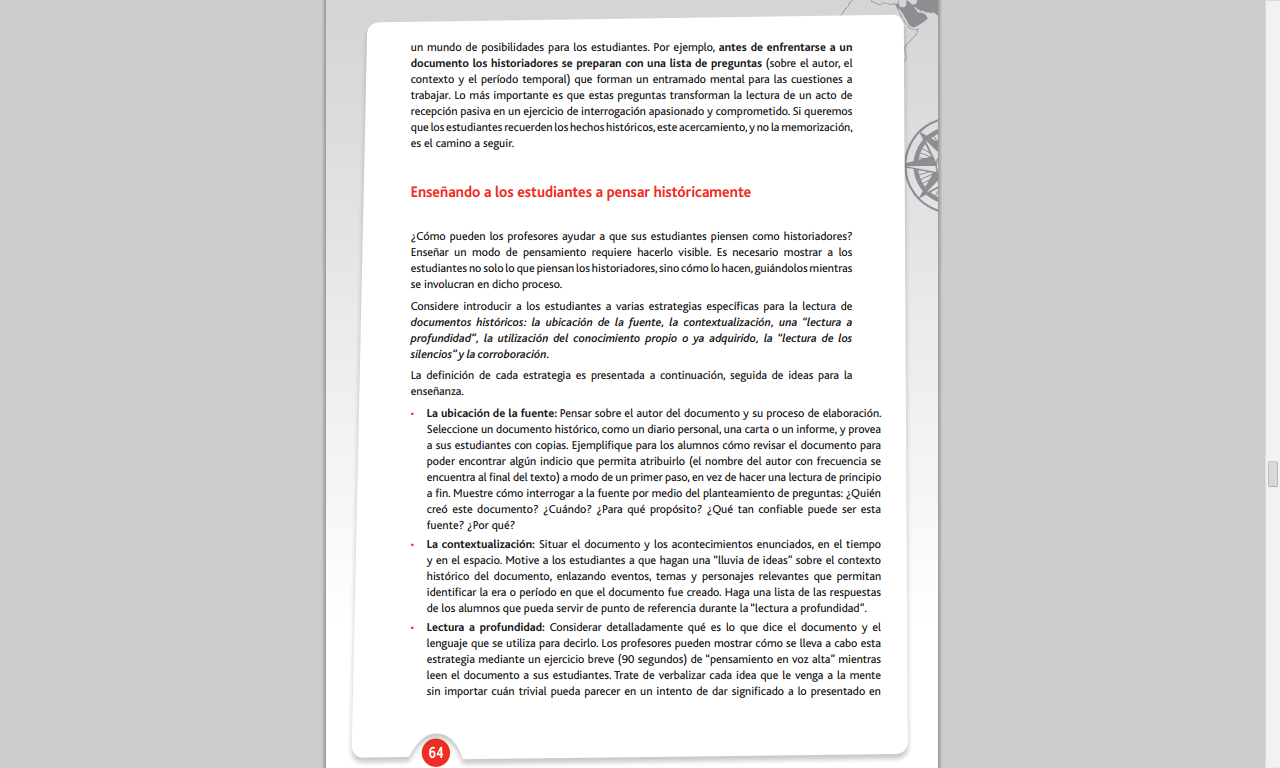 un mundo de posibilidades para los estudiantes. Por ejemplo, antes de enfrentarse a un
documento los historiadores se preparan con una lista de preguntas (sobre el autor, el
contexto y el período temporal) que forman un entramado mental para las cuestiones a
trabajar. Lo más importante es que estas preguntas transforman la lectura de un acto de
recepción pasiva en un ejercicio de interrogación apasionado y comprometido. Si queremos
que los estudiantes recuerden los hechos históricos, este acercamiento, y no la memorización,
es el camino a seguir.
Enseñando a los estudiantes a pensar históricamente
¿Cómo pueden los profesores ayudar a que sus estudiantes piensen como historiadores?
Enseñar un modo de pensamiento requiere hacerlo visible. Es necesario mostrar a los
estudiantes no solo lo que piensan los historiadores, sino cómo lo hacen, guiándolos mientras
se involucran en dicho proceso.
Considere introducir a los estudiantes a varias estrategias específicas para la lectura de
documentos históricos: la ubicación de la fuente, la contextualización, una "lectura a
profundidad", la utilización del conocimiento propio o ya adquirido, la "lectura de los
silencios" y la corroboración.
La definición de cada estrategia es presentada a continuación, seguida de ideas para la
enseñanza.
• La ubicación de la fuente: Pensar sobre el autor del documento y su proceso de elaboración.
Seleccione un documento histórico, como un diario personal, una carta o un informe, y provea
a sus estudiantes con copias. Ejemplifique para los alumnos cómo revisar el documento para
poder encontrar algún indicio que permita atribuirlo (el nombre del autor con frecuencia se
encuentra al final del texto) a modo de un primer paso, en vez de hacer una lectura de principio
a fin. Muestre cómo interrogar a la fuente por medio del planteamiento de preguntas: ¿Quién
creó este documento? ¿Cuándo? ¿Para qué propósito? ¿Qué tan confiable puede ser esta
fuente? ¿Por qué?
• La contextualización: Situar el documento y los acontecimientos enunciados, en el tiempo
y en el espacio. Motive a los estudiantes a que hagan una "lluvia de ideas" sobre el contexto
histórico del documento, enlazando eventos, temas y personajes relevantes que permitan
identificar la era o período en que el documento fue creado. Haga una lista de las respuestas
de los alumnos que pueda servir de punto de referencia durante la "lectura a profundidad".
• Lectura a profundidad: Considerar detalladamente qué es lo que dice el documento y el
lenguaje que se utiliza para decirlo. Los profesores pueden mostrar cómo se lleva a cabo esta
estrategia mediante un ejercicio breve (90 segundos) de "pensamiento en voz alta" mientras
leen el documento a sus estudiantes. Trate de verbalizar cada idea que le venga a la mente
sin importar cuán trivial pueda parecer en un intento de dar significado a lo presentado en
64